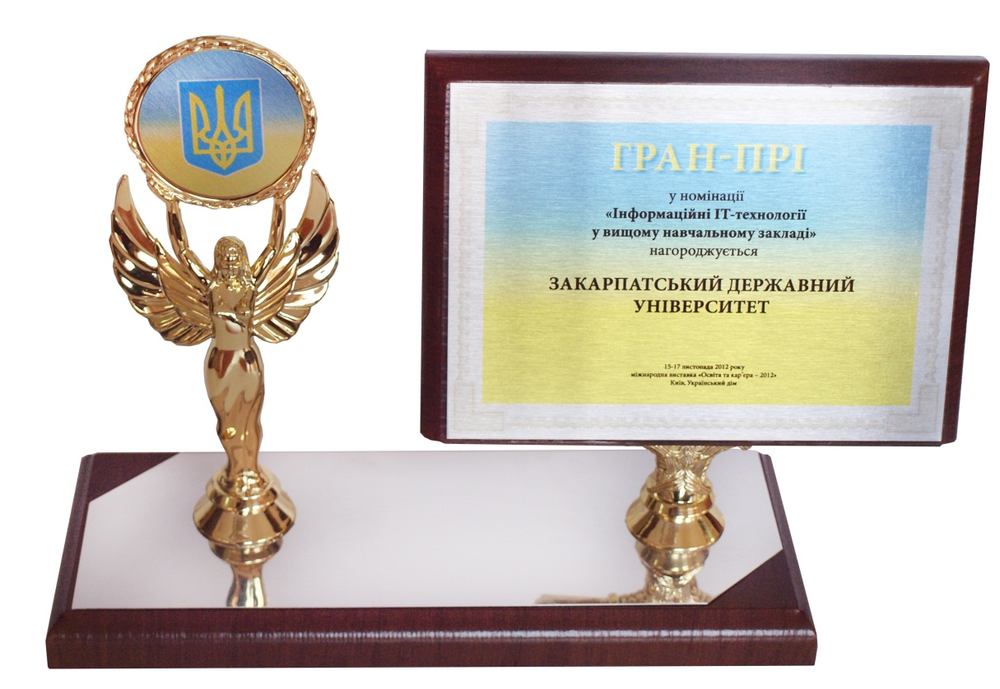 ГРАН-ПРІ
у номінації
«Інформаційні ІТ-технології
у вищому навчальному закладі»
нагороджується
ЗАКАРПАТСЬКИЙ ДЕРЖАВНИЙ
УНІВЕРСИТЕТ
15-17 листопада 2012 року
міжнародна виставка «Освіта та кар'єра – 2012»
Київ, Український дім